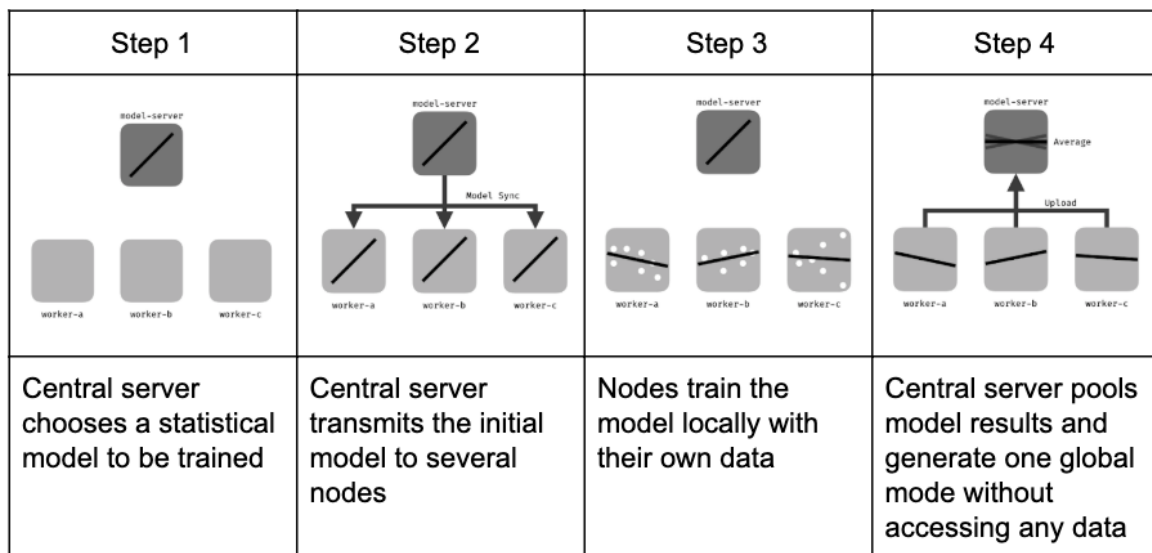 Step 1
Step 2
Step 3
Step 4
model-server
worker-a
worker-b
worker-c
model-server
Model Sync
worker-a
worker-b
worker-c
model-server
worker-a
worker-b
worker-c
model-server
Average
Upload
worker-a
worker-b
worker-c
Central server
chooses a statistical
model to be trained
Central server
transmits the initial
model to several
nodes
Nodes train the
model locally with
their own data
Central server pools
model results and
generate one global
mode without
accessing any data